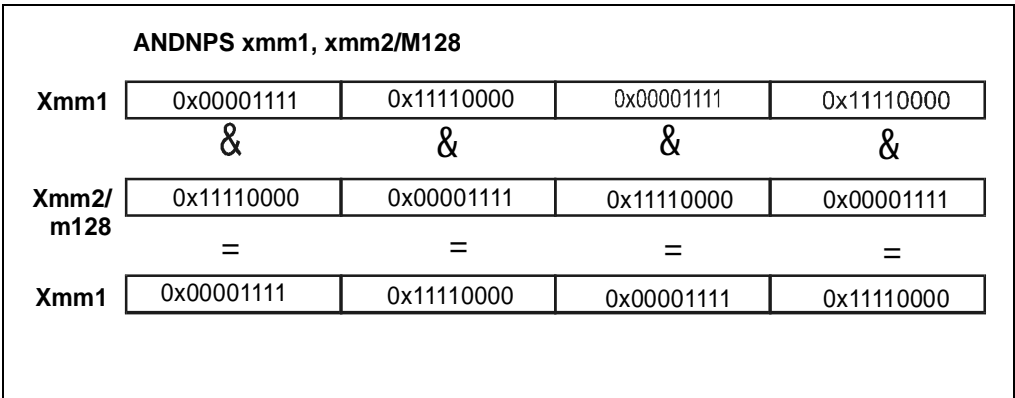 ANDNPS xmm1, xmm2/M128
Xmm1 0x00001111 0x11110000 0x00001111 0x11110000
& & & &
Xmm2/ 0x11110000 0x00001111 0x11110000 0x00001111
m128
= = = =
Xmm1 0x00001111 0x11110000 0x00001111 0x11110000